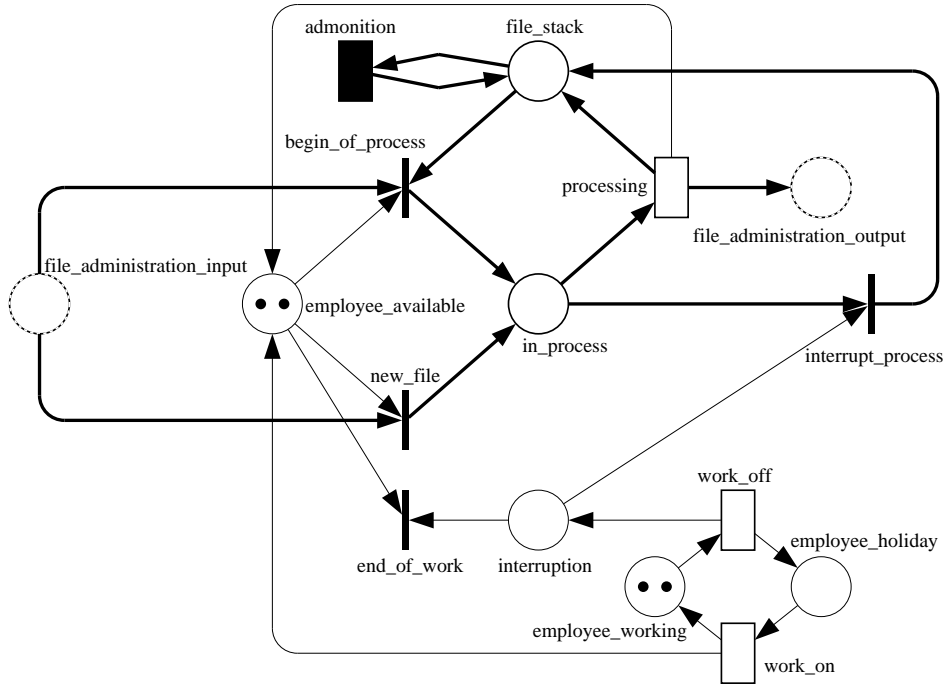 admonition
file_stack
begin_of_process
processing
file_administration_output
file_administration_input
employee_available
in_process
interrupt_process
new_file
work_off
employee_holiday
end_of_work
interruption
employee_working
work_on